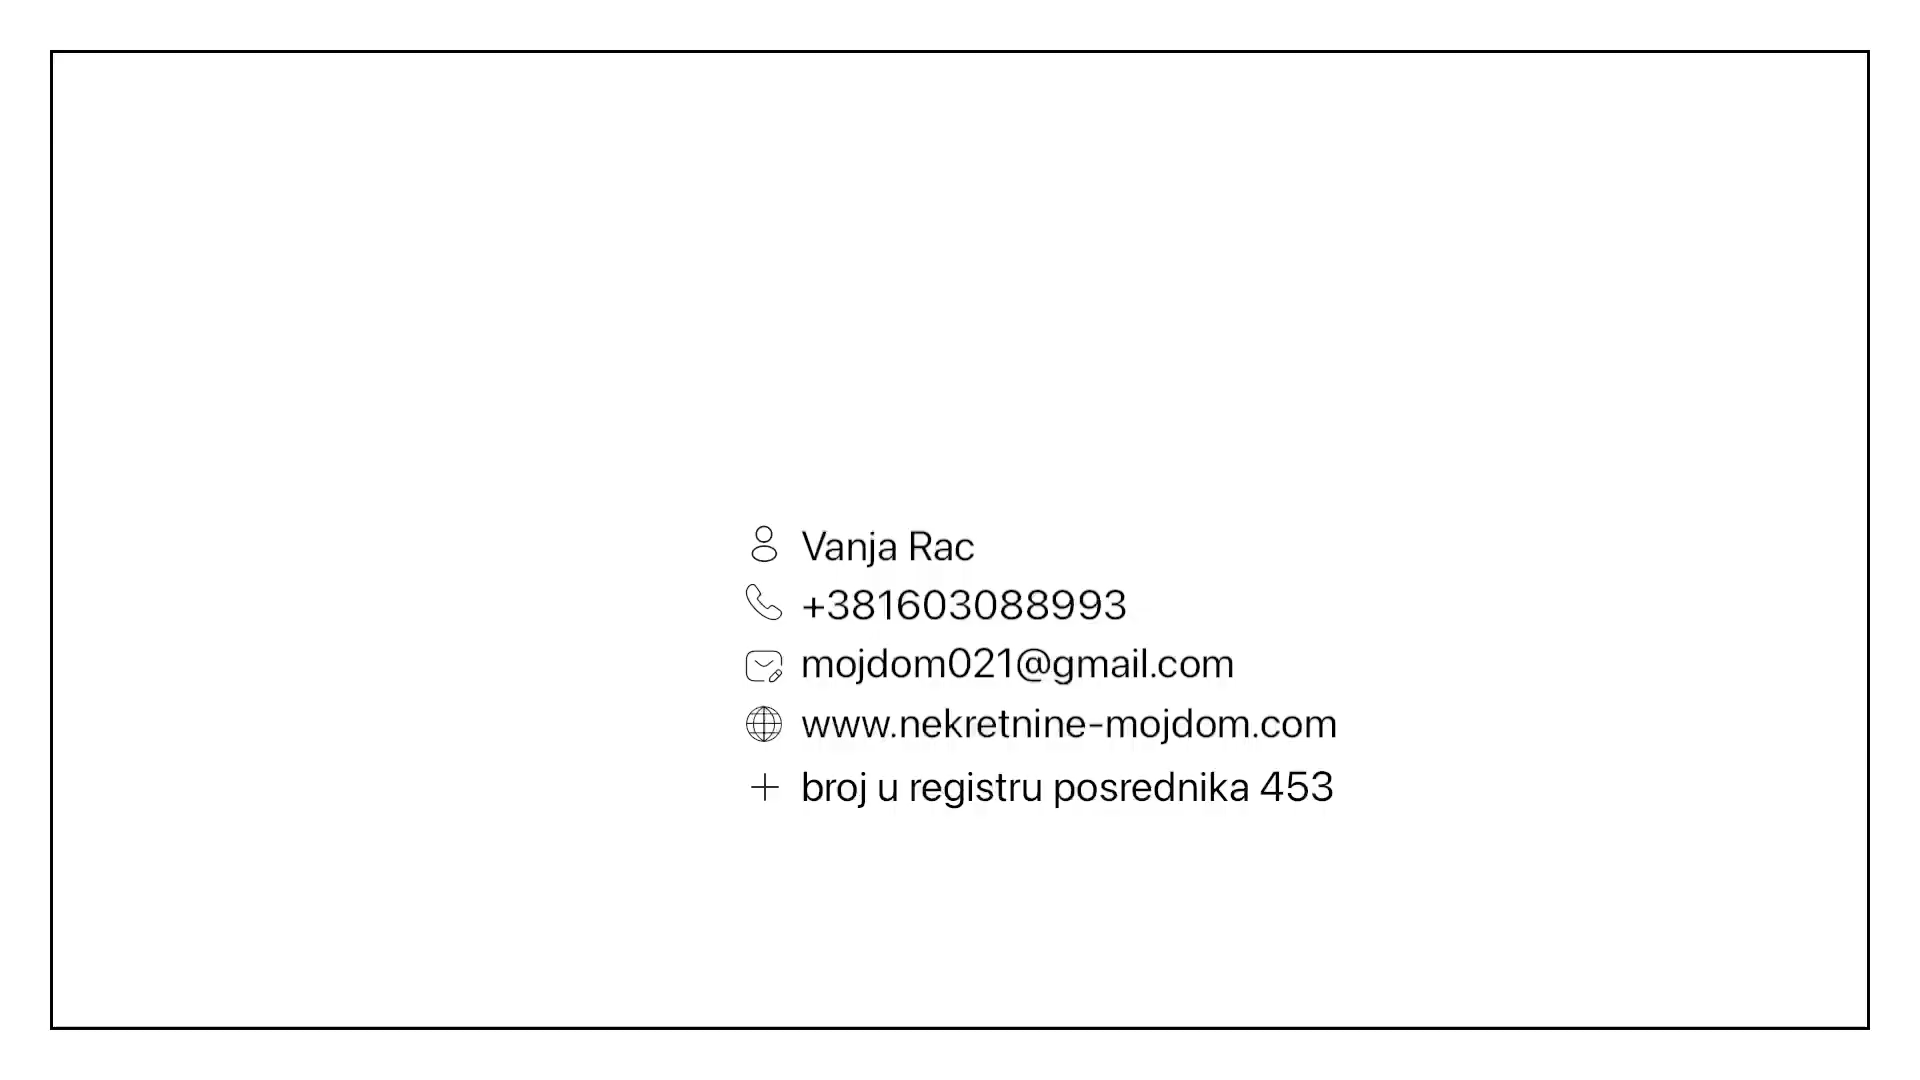 Vanja Rac
+381603088993
mojdom021@gmail.com
www.nekretnine-mojdom.com
broj u registru posrednika 453